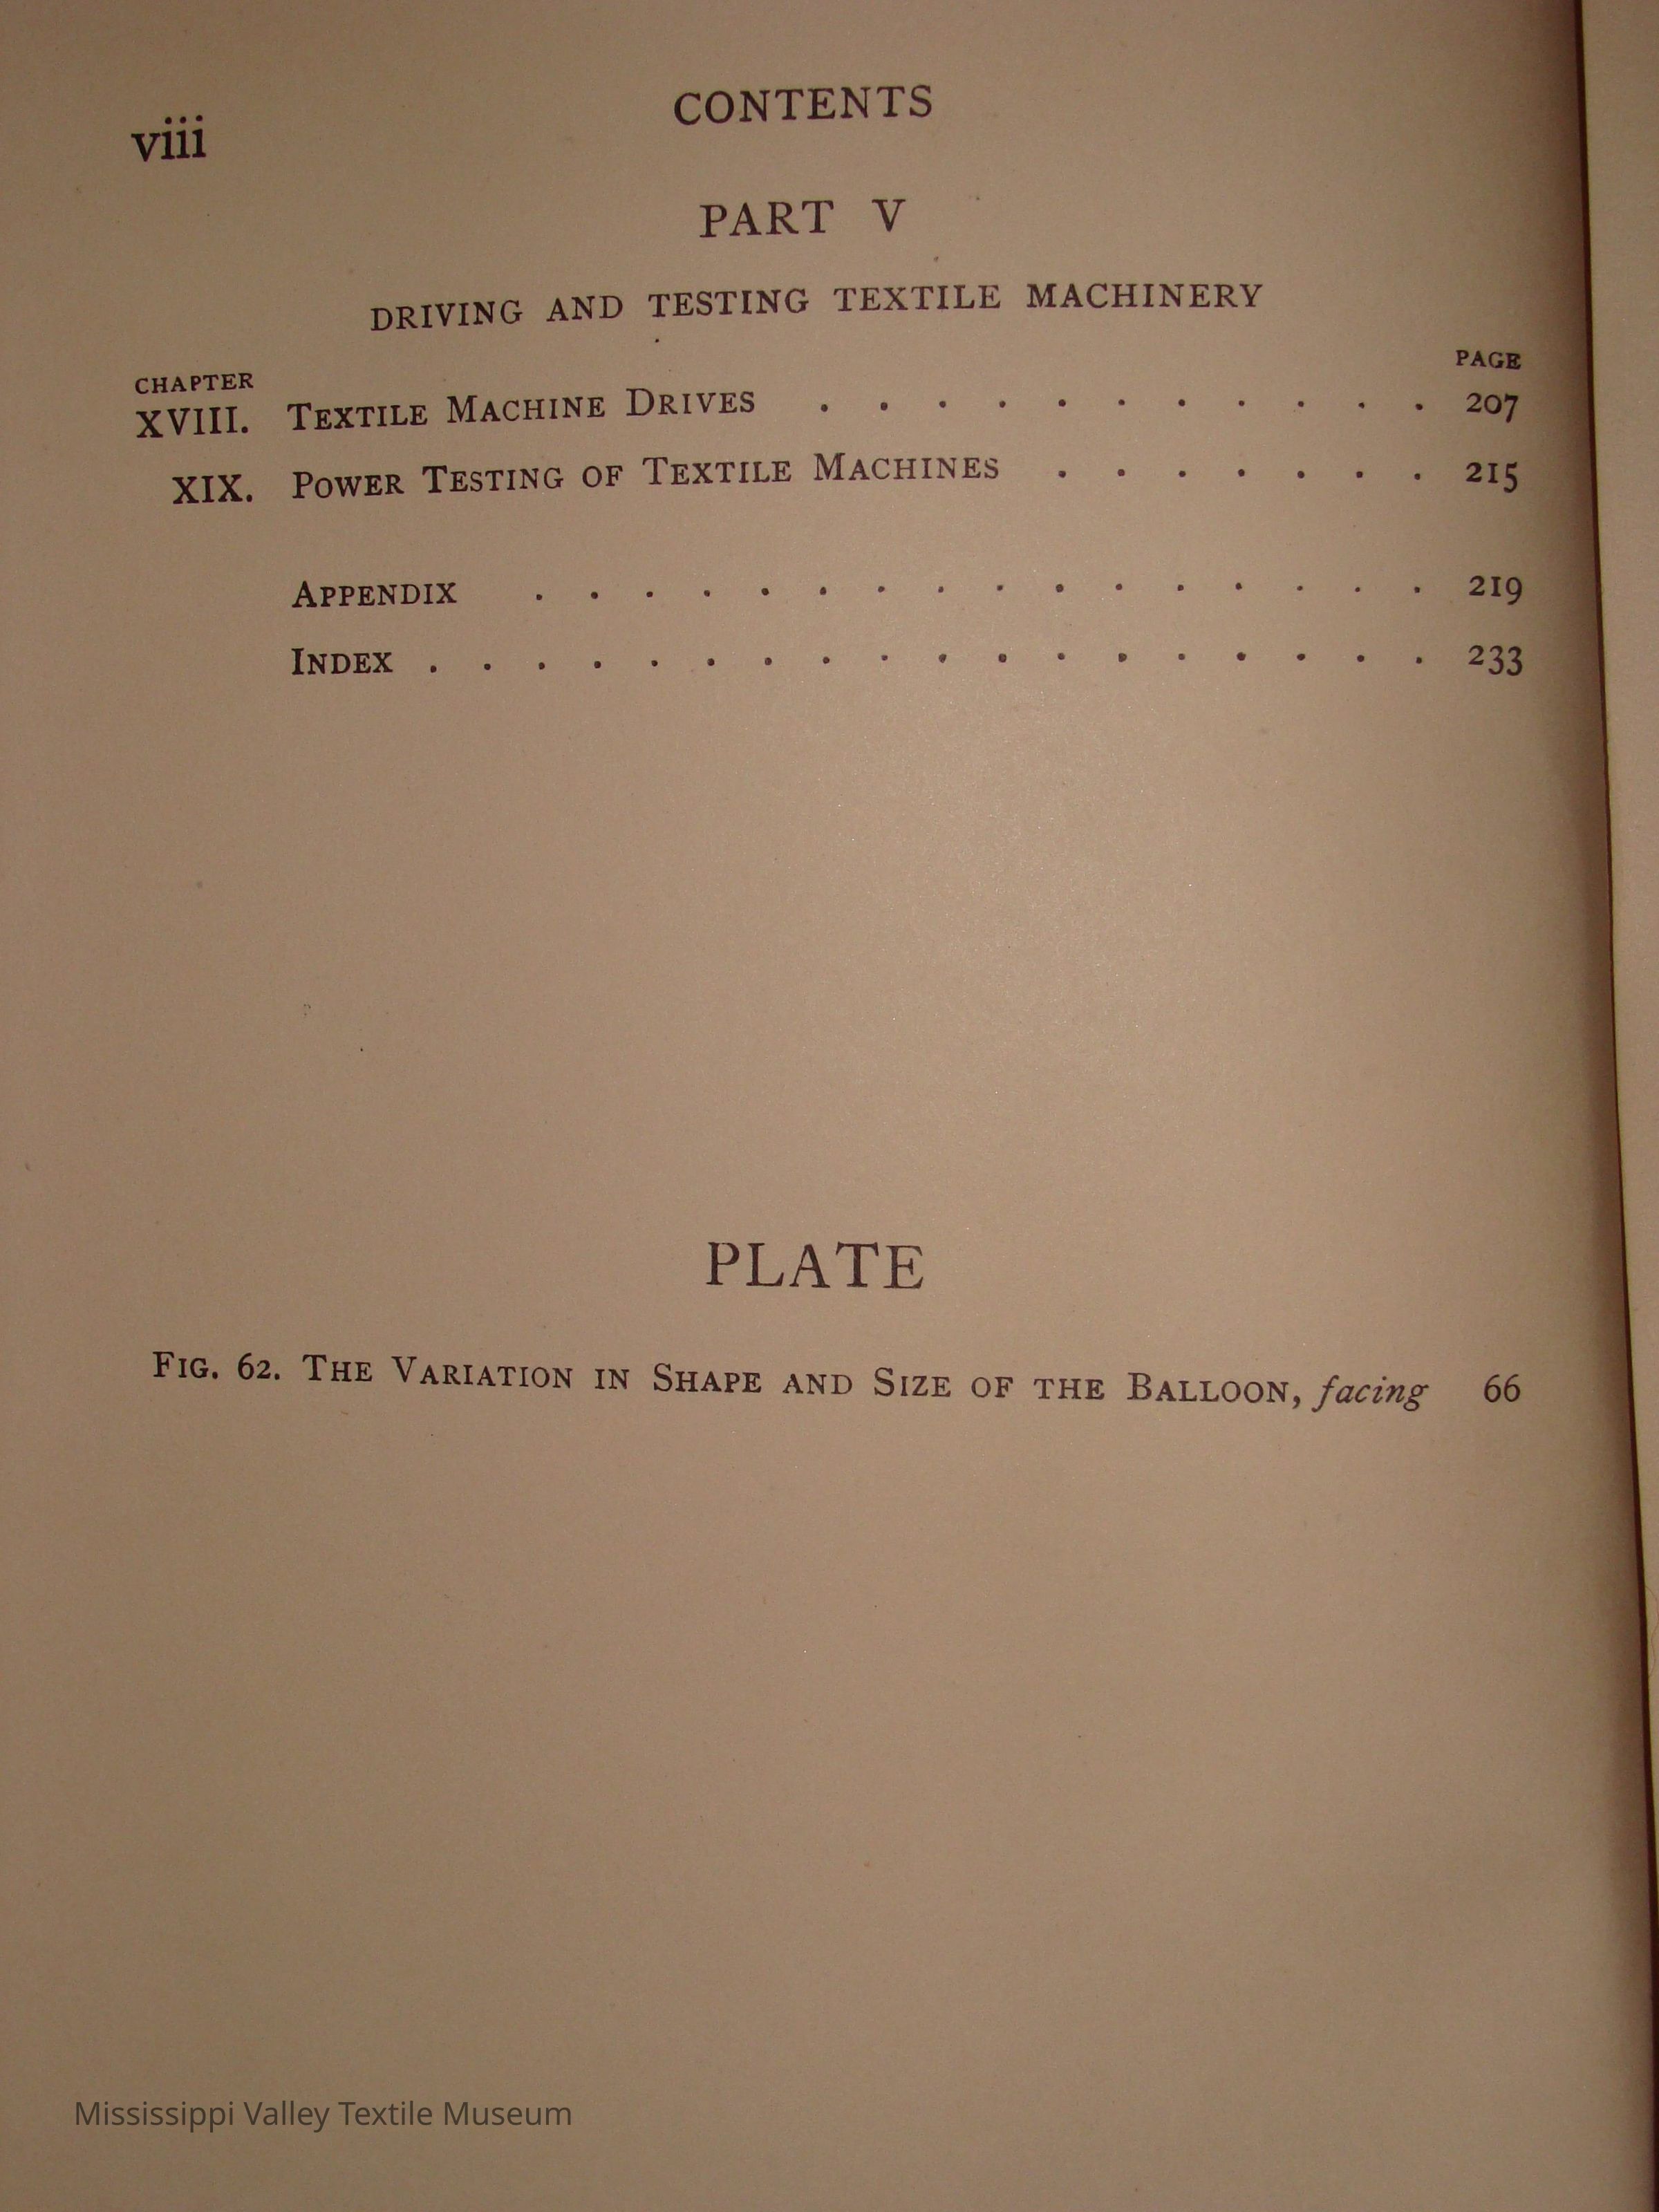 viii
CONTENTS
PART V
DRIVING AND TESTING TEXTILE MACHINERY
CHAPTER PAGE
XVIII. TEXTILE MACHINE DRIVES . . . . . . . . . . . 207
XIX. POWER TESTING OF TEXTILE MACHINES . . . . . . . 215
APPENDIX . . . . . . . . . . . . . . . . 219
INDEX . . . . . . . . . . . . . . . . . . 233
PLATE
FIG. 62. THE VARIATION IN SHAPE AND SIZE OF THE BALLOON, facing 66
Mississippi Valley Textile Museum